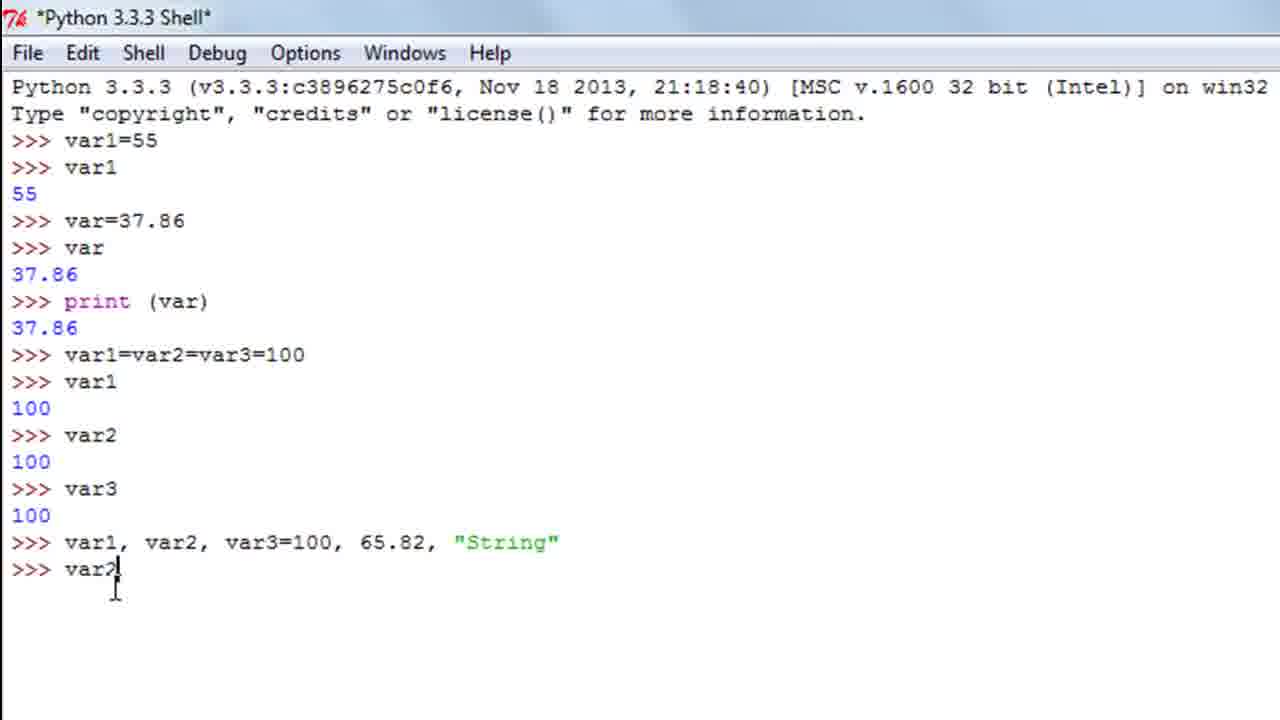 *Python 3.3.3 Shell*
File Edit Shell Debug Options Windows Help
Python 3.3.3 (v3.3.3:c3896275c0f6, Nov 18 2013, 21:18:40) [MSC v.1600 32 bit (Intel)] on win32
Type "copyright", "credits" or "license()" for more information.
>>> var1=55
>>> var1
55
>>> var=37.86
>>> var
37.86
>>> print (var)
37.86
>>> var1=var2=var3=100
>>> var1
100
>>> var2
100
>>> var3
100
>>> var1, var2, var3=100, 65.82, "String"
>>> var2